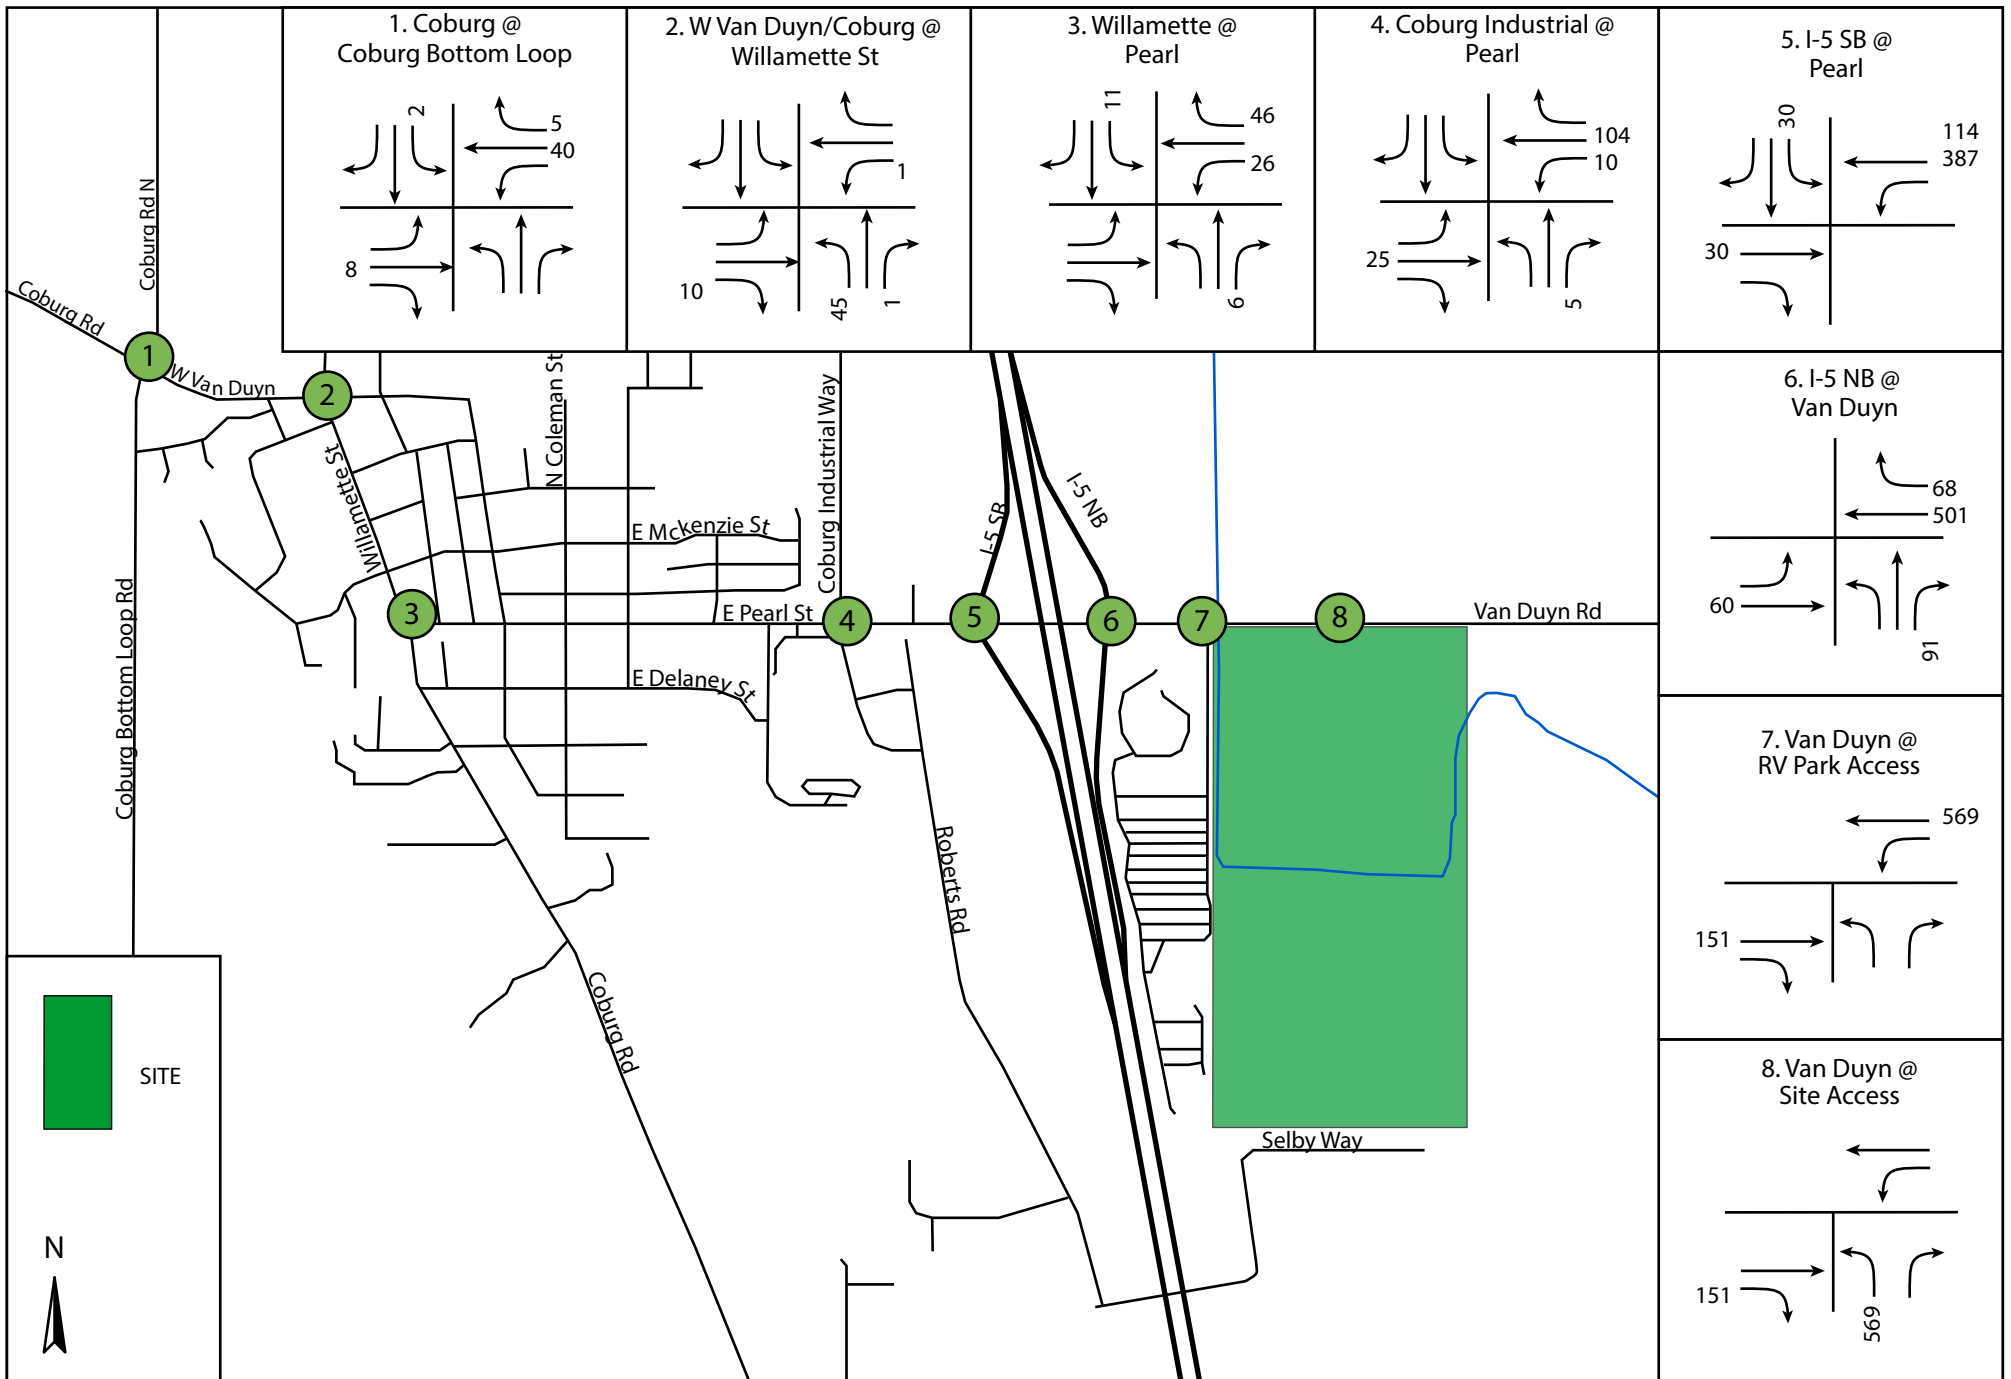 1. Coburg @
Coburg Bottom Loop
2
5
40
8
2. W Van Duyn/Coburg @
Willamette St
1
10
45
1
3. Willamette @
Pearl
11
46
26
6
4. Coburg Industrial @
Pearl
104
10
25
5
5. I-5 SB @
Pearl
30
114
387
30
6. I-5 NB @
Van Duyn
68
501
60
91
7. Van Duyn @
RV Park Access
569
151
8. Van Duyn @
Site Access
151
569
Coburg Rd N
Coburg Rd
1
W Van Duyn
2
Willamette St
N Coleman St
Coburg Industrial Way
I-5 SB
I-5 NB
E Mckenzie St
Coburg Bottom Loop Rd
3
E Pearl St
4
5
6
7
8
Van Duyn Rd
E Delaney St
Roberts Rd
Coburg Rd
Selby Way
SITE
N